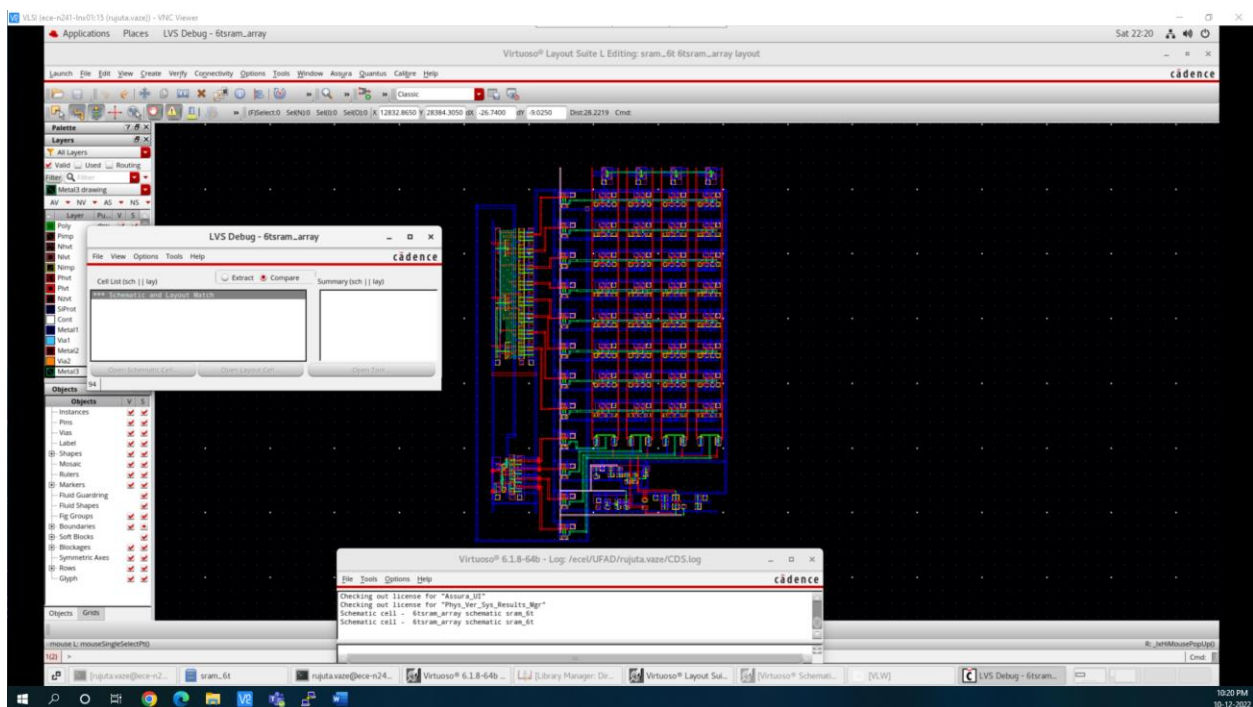 VLSI (ece-n241-lnx01:15 (rujuta.vaze)) - VNC Viewer
Applications Places LVS Debug - 6tsram_array Sat 22:20
Virtuoso® Layout Suite L Editing: sram_6t 6tsram_array layout
Launch File Edit View Create Verify Connectivity Options Tools Window Assura Quantus Calibre Help cādence
Classic
(F)Select:0 Sel(N):0 Sel(I):0 Sel(O):0 X 12832.8650 Y 28384.3050 dX -26.7400 dY -9.0250 Dist:28.2219 Cmd:
Palette
Layers
All Layers
Valid Used Routing
Filter Filter
Metal3 drawing
AV NV AS NS
Layer Pu... V S
Poly
Pimp
Nhvt
Nlvt
Nimp
Phvt
Plvt
Nzvt
SiProt
Cont
Metal1
Via1
Metal2
Via2
Metal3
LVS Debug - 6tsram_array
File View Options Tools Help cādence
Extract Compare
Cell List (sch || lay) Summary (sch || lay)
*** Schematic and Layout Match
Open Schematic Cell... Open Layout Cell... Open Tool...
94
Objects
Objects V S
Instances
Pins
Vias
Label
Shapes
Mosaic
Rulers
Markers
Fluid Guardring
Fluid Shapes
Fig Groups
Boundaries
Soft Blocks
Blockages
Symmetric Axes
Rows
Glyph
Objects Grids
Virtuoso® 6.1.8-64b - Log: /ecel/UFAD/rujuta.vaze/CDS.log
File Tools Options Help cādence
Checking out license for "Assura_UI"
Checking out license for "Phys_Ver_Sys_Results_Mgr"
Schematic cell - 6tsram_array schematic sram_6t
Schematic cell - 6tsram_array schematic sram_6t
mouse L: mouseSingleSelectPt() R: _lxHiMousePopUp()
1(2) > Cmd:
[rujuta.vaze@ece-n2... sram_6t rujuta.vaze@ece-n24... Virtuoso® 6.1.8-64b ... [Library Manager: Dir... Virtuoso® Layout Sui... [Virtuoso® Schemati... [VLW] LVS Debug - 6tsram...
10:20 PM
10-12-2022